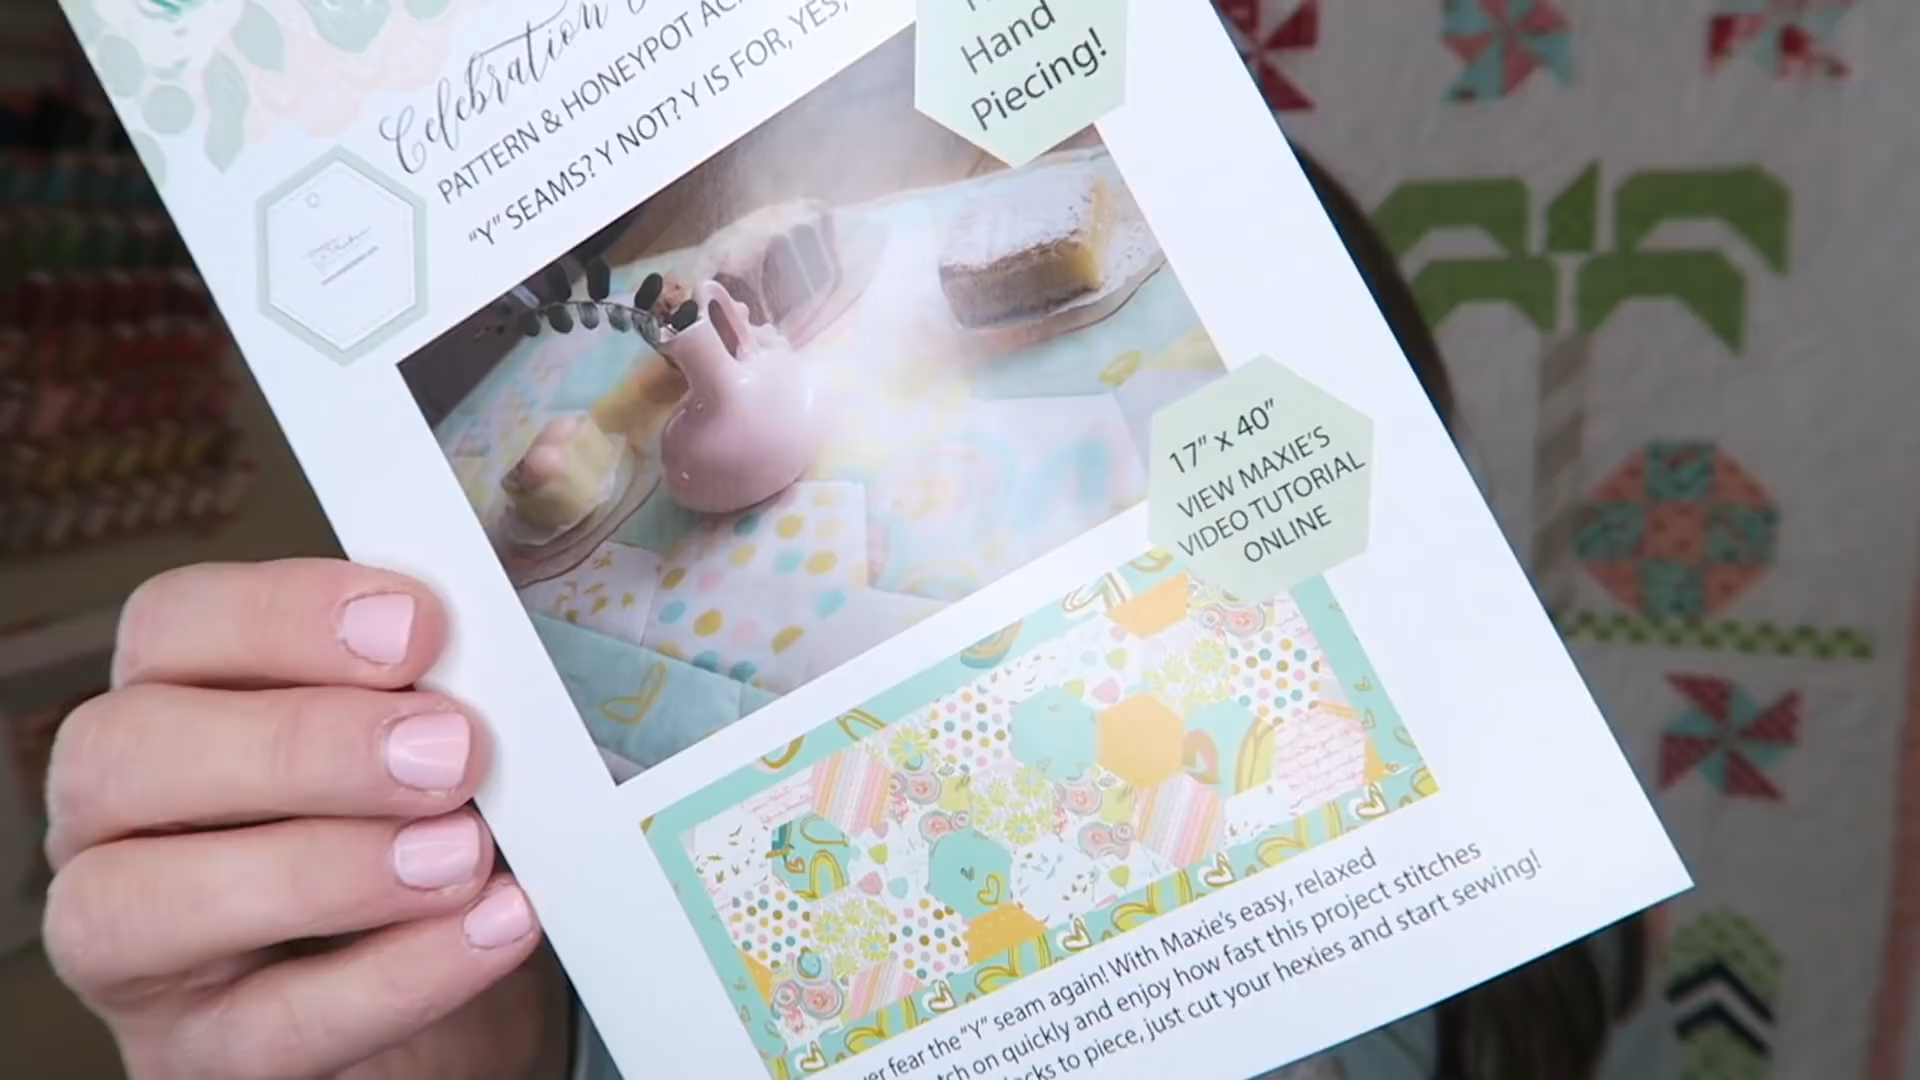 Celebration
PATTERN & HONEYPOT
"Y" SEAMS? Y NOT? Y IS FOR, YES,
Hand
Piecing!
17" x 40"
VIEW MAXIE'S
VIDEO TUTORIAL
ONLINE
fear the "Y" seam again! With Maxie's easy, relaxed
on quickly and enjoy how fast this project stitches
to piece, just cut your hexies and start sewing!